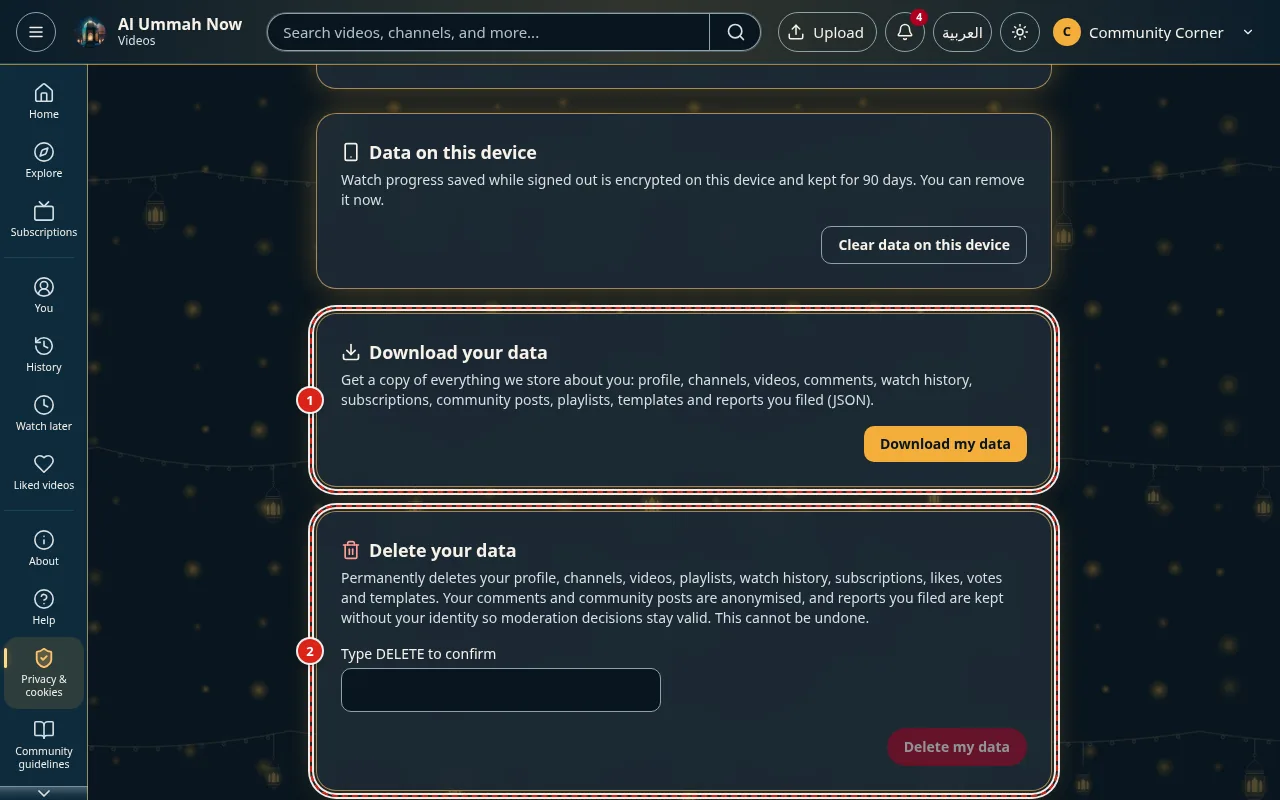 Al Ummah Now
Videos
Search videos, channels, and more...
Upload
4
العربية
C
Community Corner
Home
Explore
Subscriptions
You
History
Watch later
Liked videos
About
Help
Privacy &
cookies
Community
guidelines
Data on this device
Watch progress saved while signed out is encrypted on this device and kept for 90 days. You can remove
it now.
Clear data on this device
1
Download your data
Get a copy of everything we store about you: profile, channels, videos, comments, watch history,
subscriptions, community posts, playlists, templates and reports you filed (JSON).
Download my data
2
Delete your data
Permanently deletes your profile, channels, videos, playlists, watch history, subscriptions, likes, votes
and templates. Your comments and community posts are anonymised, and reports you filed are kept
without your identity so moderation decisions stay valid. This cannot be undone.
Type DELETE to confirm
Delete my data